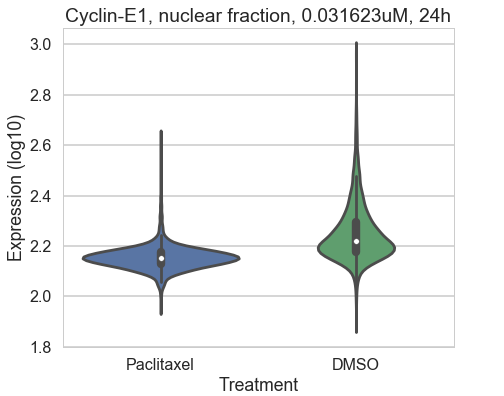 Cyclin-E1, nuclear fraction, 0.031623uM, 24h
3.0
2.8
2.6
2.4
2.2
2.0
1.8
Expression (log10)
Paclitaxel DMSO
Treatment